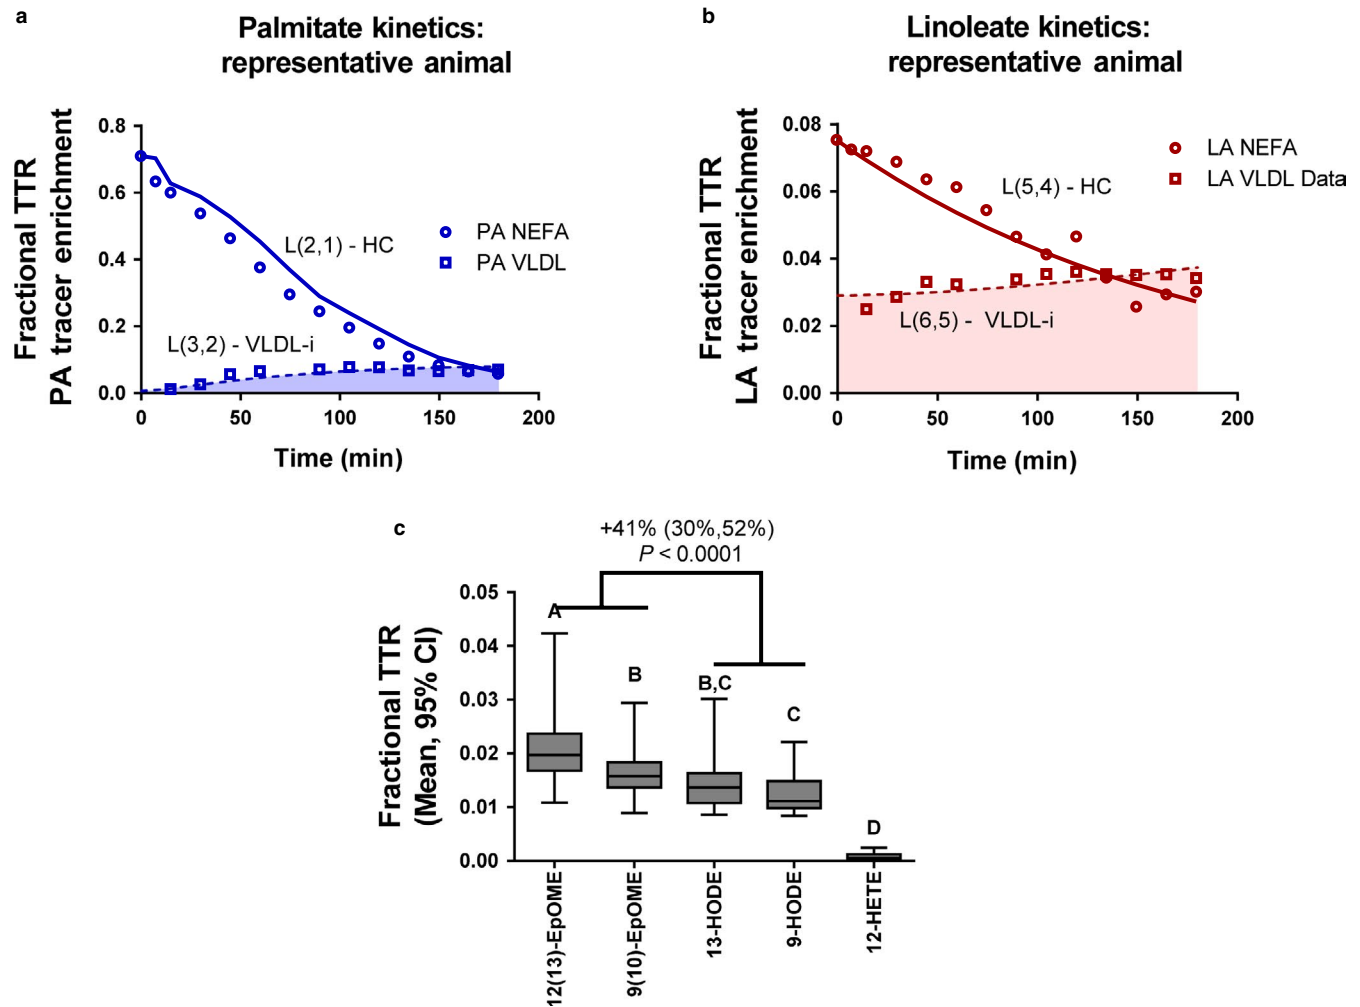 a
Palmitate kinetics:
representative animal
Fractional TTR
PA tracer enrichment
0.8
0.6
0.4
0.2
0.0
L(2,1) - HC
L(3,2) - VLDL-i
PA NEFA
PA VLDL
0
50
100
150
200
Time (min)
b
Linoleate kinetics:
representative animal
Fractional TTR
LA tracer enrichment
0.08
0.06
0.04
0.02
0.00
L(5,4) - HC
L(6,5) - VLDL-i
LA NEFA
LA VLDL Data
0
50
100
150
200
Time (min)
c
+41% (30%,52%)
P < 0.0001
Fractional TTR
(Mean, 95% CI)
0.05
0.04
0.03
0.02
0.01
0.00
A
B
B,C
C
D
12(13)-EpOME
9(10)-EpOME
13-HODE
9-HODE
12-HETE